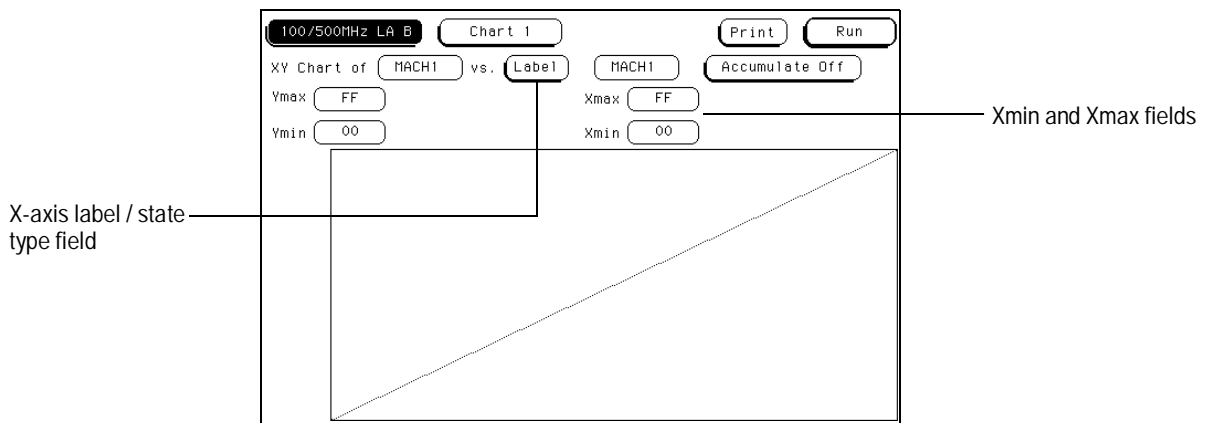 100/500MHz LA B Chart 1 Print Run
XY Chart of MACH1 vs. Label MACH1 Accumulate Off
Ymax FF Xmax FF
Ymin 00 Xmin 00
Xmin and Xmax fields
X-axis label / state
type field